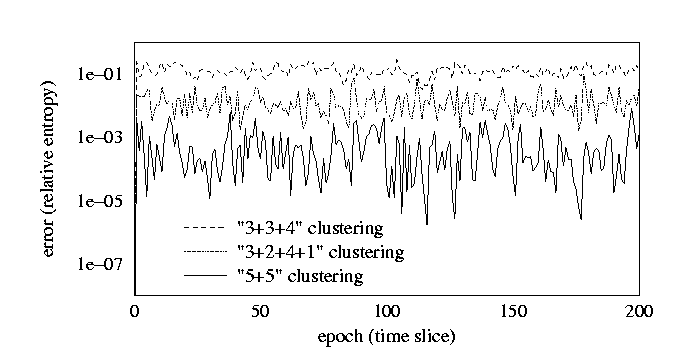 error (relative entropy)
1e–01
1e–03
1e–05
1e–07
"3+3+4" clustering
"3+2+4+1" clustering
"5+5" clustering
0 50 100 150 200
epoch (time slice)